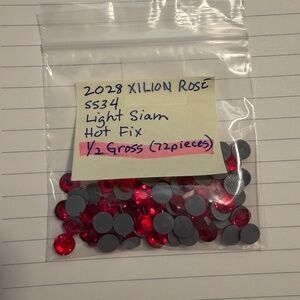 2028 XILION ROSE
SS34
Light Siam
Hot Fix
1/2 Gross (72pieces)